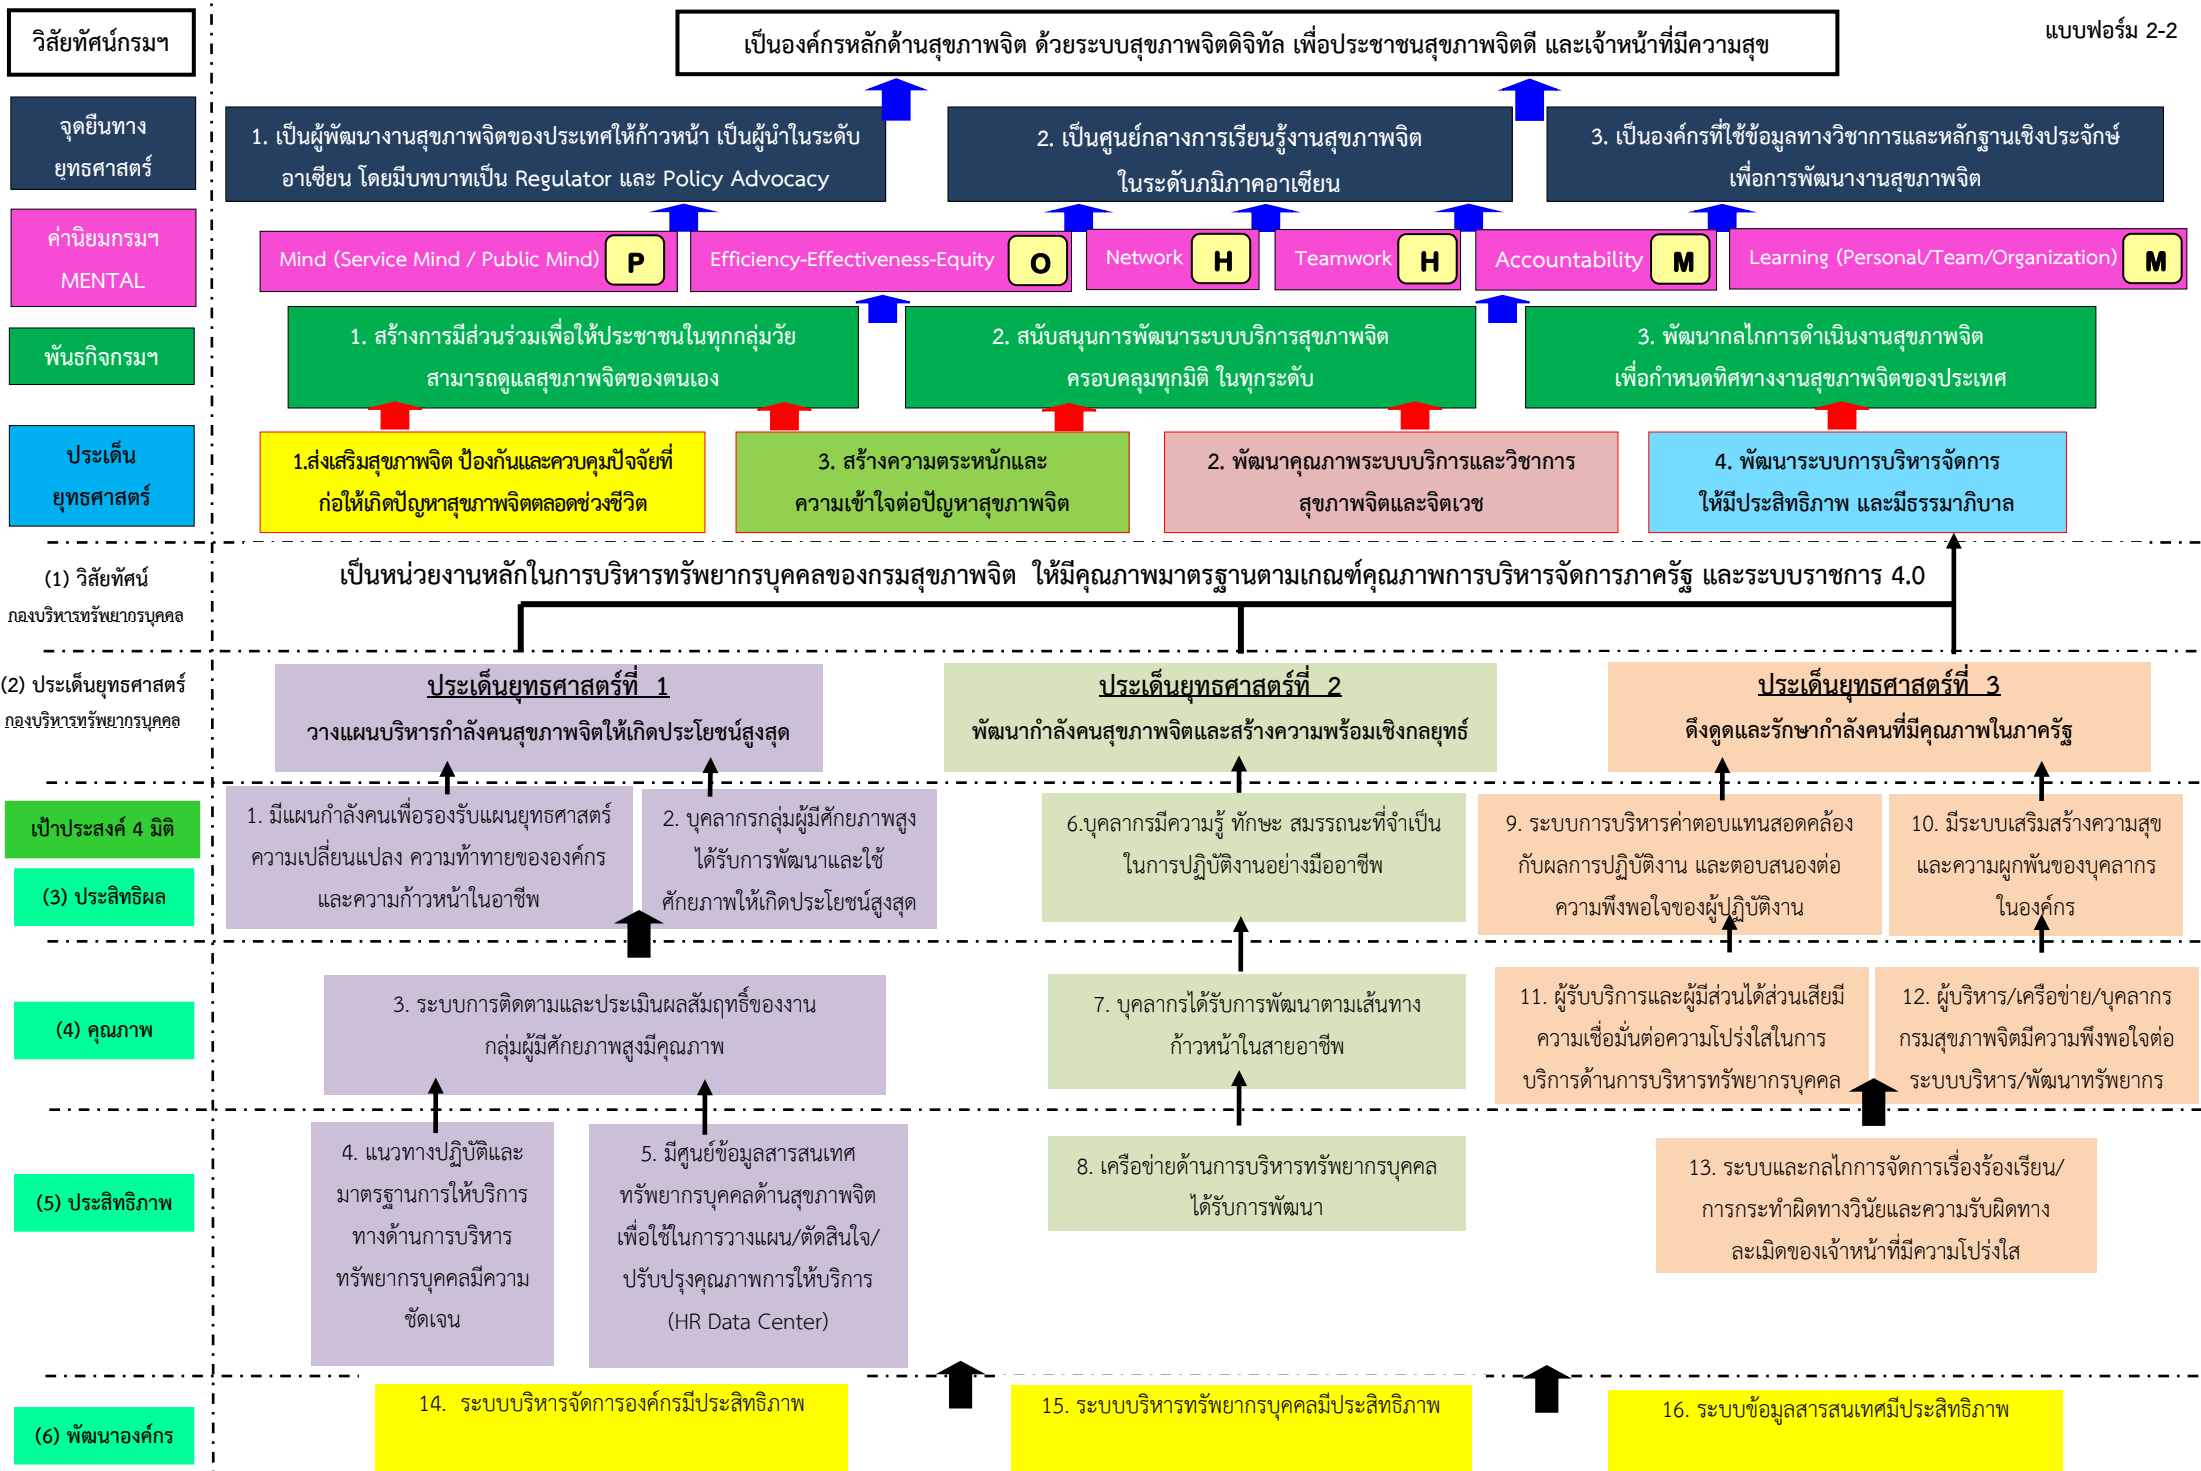 แบบฟอร์ม 2-2
วิสัยทัศน์กรมฯ
เป็นองค์กรหลักด้านสุขภาพจิต ด้วยระบบสุขภาพจิตดิจิทัล เพื่อประชาชนสุขภาพจิตดี และเจ้าหน้าที่มีความสุข
จุดยืนทาง
ยุทธศาสตร์
1. เป็นผู้พัฒนางานสุขภาพจิตของประเทศให้ก้าวหน้า เป็นผู้นำในระดับ
อาเซียน โดยมีบทบาทเป็น Regulator และ Policy Advocacy
2. เป็นศูนย์กลางการเรียนรู้งานสุขภาพจิต
ในระดับภูมิภาคอาเซียน
3. เป็นองค์กรที่ใช้ข้อมูลทางวิชาการและหลักฐานเชิงประจักษ์
เพื่อการพัฒนางานสุขภาพจิต
ค่านิยมกรมฯ
MENTAL
Mind (Service Mind / Public Mind) P
Efficiency-Effectiveness-Equity O
Network H
Teamwork H
Accountability M
Learning (Personal/Team/Organization) M
พันธกิจกรมฯ
1. สร้างการมีส่วนร่วมเพื่อให้ประชาชนในทุกกลุ่มวัย
สามารถดูแลสุขภาพจิตของตนเอง
2. สนับสนุนการพัฒนาระบบบริการสุขภาพจิต
ครอบคลุมทุกมิติ ในทุกระดับ
3. พัฒนากลไกการดำเนินงานสุขภาพจิต
เพื่อกำหนดทิศทางงานสุขภาพจิตของประเทศ
ประเด็น
ยุทธศาสตร์
1.ส่งเสริมสุขภาพจิต ป้องกันและควบคุมปัจจัยที่
ก่อให้เกิดปัญหาสุขภาพจิตตลอดช่วงชีวิต
3. สร้างความตระหนักและ
ความเข้าใจต่อปัญหาสุขภาพจิต
2. พัฒนาคุณภาพระบบบริการและวิชาการ
สุขภาพจิตและจิตเวช
4. พัฒนาระบบการบริหารจัดการ
ให้มีประสิทธิภาพ และมีธรรมาภิบาล
(1) วิสัยทัศน์
กองบริหารทรัพยากรบุคคล
เป็นหน่วยงานหลักในการบริหารทรัพยากรบุคคลของกรมสุขภาพจิต ให้มีคุณภาพมาตรฐานตามเกณฑ์คุณภาพการบริหารจัดการภาครัฐ และระบบราชการ 4.0
(2) ประเด็นยุทธศาสตร์
กองบริหารทรัพยากรบุคคล
ประเด็นยุทธศาสตร์ที่ 1
วางแผนบริหารกำลังคนสุขภาพจิตให้เกิดประโยชน์สูงสุด
ประเด็นยุทธศาสตร์ที่ 2
พัฒนากำลังคนสุขภาพจิตและสร้างความพร้อมเชิงกลยุทธ์
ประเด็นยุทธศาสตร์ที่ 3
ดึงดูดและรักษากำลังคนที่มีคุณภาพในภาครัฐ
เป้าประสงค์ 4 มิติ
(3) ประสิทธิผล
1. มีแผนกำลังคนเพื่อรองรับแผนยุทธศาสตร์
ความเปลี่ยนแปลง ความท้าทายขององค์กร
และความก้าวหน้าในอาชีพ
2. บุคลากรกลุ่มผู้มีศักยภาพสูง
ได้รับการพัฒนาและใช้
ศักยภาพให้เกิดประโยชน์สูงสุด
6.บุคลากรมีความรู้ ทักษะ สมรรถนะที่จำเป็น
ในการปฏิบัติงานอย่างมืออาชีพ
9. ระบบการบริหารค่าตอบแทนสอดคล้อง
กับผลการปฏิบัติงาน และตอบสนองต่อ
ความพึงพอใจของผู้ปฏิบัติงาน
10. มีระบบเสริมสร้างความสุข
และความผูกพันของบุคลากร
ในองค์กร
(4) คุณภาพ
3. ระบบการติดตามและประเมินผลสัมฤทธิ์ของงาน
กลุ่มผู้มีศักยภาพสูงมีคุณภาพ
7. บุคลากรได้รับการพัฒนาตามเส้นทาง
ก้าวหน้าในสายอาชีพ
11. ผู้รับบริการและผู้มีส่วนได้ส่วนเสียมี
ความเชื่อมั่นต่อความโปร่งใสในการ
บริการด้านการบริหารทรัพยากรบุคคล
12. ผู้บริหาร/เครือข่าย/บุคลากร
กรมสุขภาพจิตมีความพึงพอใจต่อ
ระบบบริหาร/พัฒนาทรัพยากร
(5) ประสิทธิภาพ
4. แนวทางปฏิบัติและ
มาตรฐานการให้บริการ
ทางด้านการบริหาร
ทรัพยากรบุคคลมีความ
ชัดเจน
5. มีศูนย์ข้อมูลสารสนเทศ
ทรัพยากรบุคคลด้านสุขภาพจิต
เพื่อใช้ในการวางแผน/ตัดสินใจ/
ปรับปรุงคุณภาพการให้บริการ
(HR Data Center)
8. เครือข่ายด้านการบริหารทรัพยากรบุคคล
ได้รับการพัฒนา
13. ระบบและกลไกการจัดการเรื่องร้องเรียน/
การกระทำผิดทางวินัยและความรับผิดทาง
ละเมิดของเจ้าหน้าที่มีความโปร่งใส
(6) พัฒนาองค์กร
14. ระบบบริหารจัดการองค์กรมีประสิทธิภาพ
15. ระบบบริหารทรัพยากรบุคคลมีประสิทธิภาพ
16. ระบบข้อมูลสารสนเทศมีประสิทธิภาพ